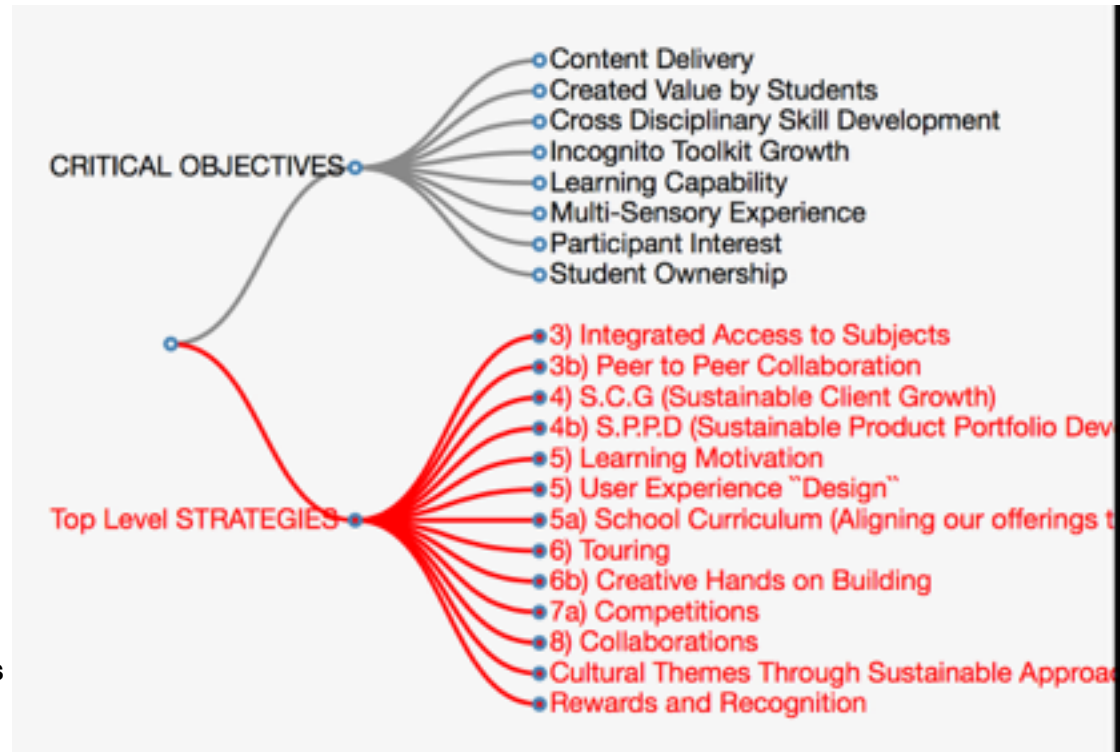 CRITICAL OBJECTIVES
Content Delivery
Created Value by Students
Cross Disciplinary Skill Development
Incognito Toolkit Growth
Learning Capability
Multi-Sensory Experience
Participant Interest
Student Ownership
Top Level STRATEGIES
3) Integrated Access to Subjects
3b) Peer to Peer Collaboration
4) S.C.G (Sustainable Client Growth)
4b) S.P.P.D (Sustainable Product Portfolio Dev
5) Learning Motivation
5) User Experience ``Design``
5a) School Curriculum (Aligning our offerings t
6) Touring
6b) Creative Hands on Building
7a) Competitions
8) Collaborations
Cultural Themes Through Sustainable Approac
Rewards and Recognition